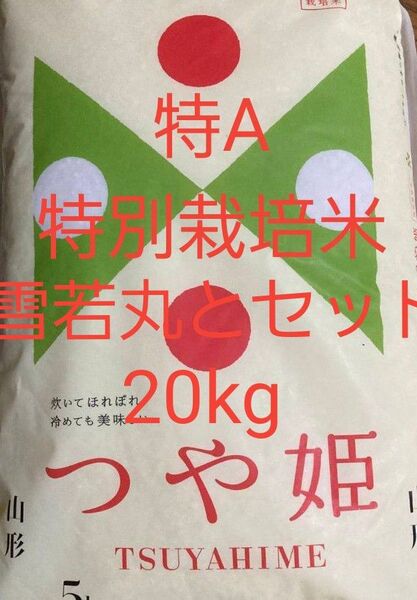 栽培米
特A
特別栽培米
雪若丸とセット
20kg
炊いてほれぼれ
冷めても美味
つや姫
山形
TSUYAHIME